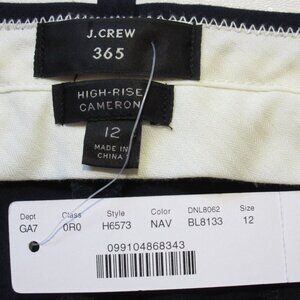 J.CREW
365
HIGH-RISE
CAMERON
12
MADE IN
CHINA
Dept Class Style Color DNL8062 Size
GA7 0R0 H6573 NAV BL8133 12
099104868343